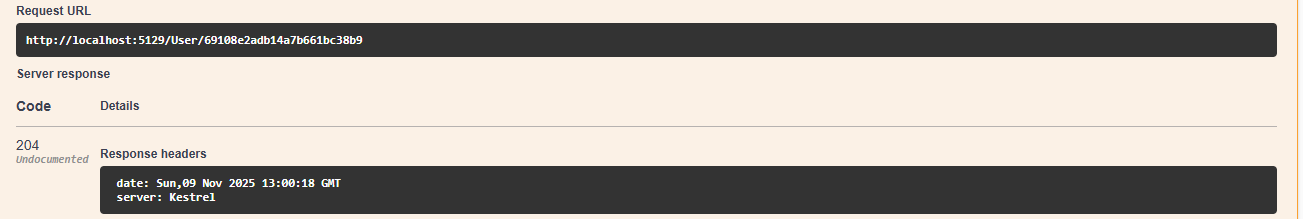 Request URL
http://localhost:5129/User/69108e2adb14a7b661bc38b9
Server response
Code Details
204
Undocumented
Response headers
date: Sun,09 Nov 2025 13:00:18 GMT
server: Kestrel